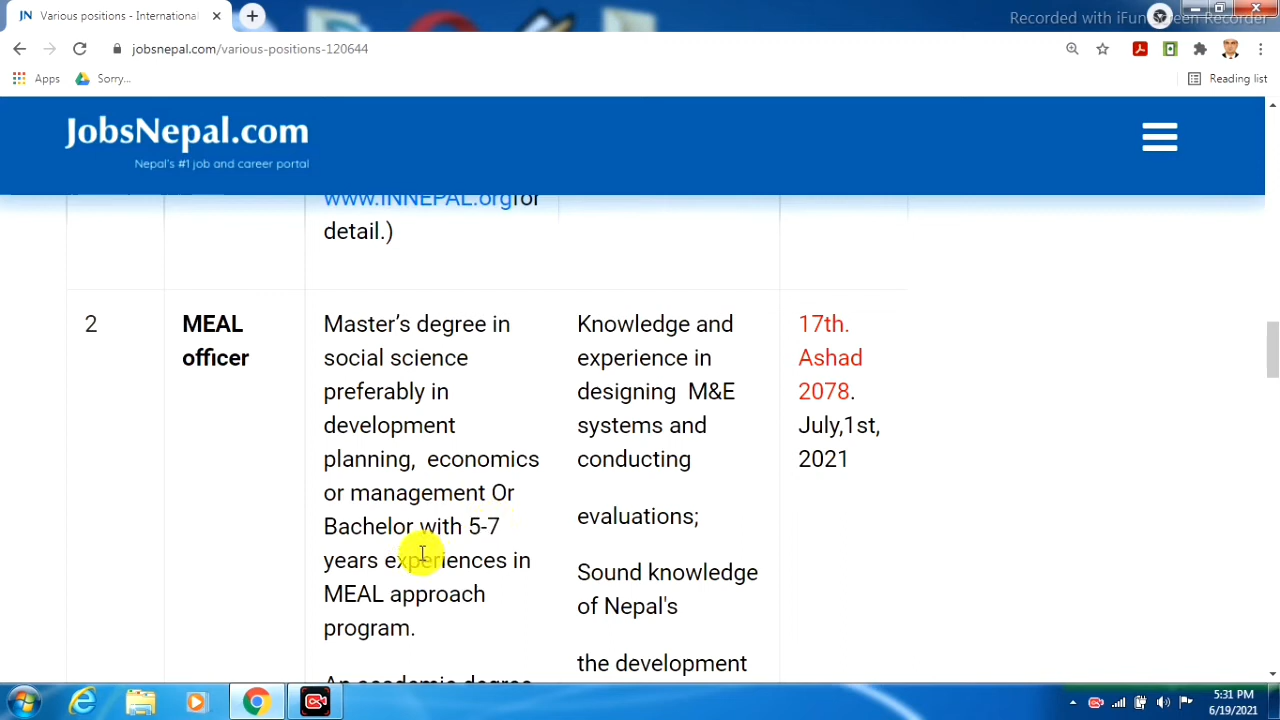 Various positions - Internationa
Recorded with iFun Screen Recorder
jobsnepal.com/various-positions-120644
Apps
Sorry...
Reading list
JobsNepal.com
Nepal's #1 job and career portal
www.INNEPAL.orgfor
detail.)
2
MEAL
officer
Master's degree in
social science
preferably in
development
planning, economics
or management Or
Bachelor with 5-7
years experiences in
MEAL approach
program.
An academic degree
Knowledge and
experience in
designing M&E
systems and
conducting
evaluations;
Sound knowledge
of Nepal's
the development
17th.
Ashad
2078.
July,1st,
2021
5:31 PM
6/19/2021